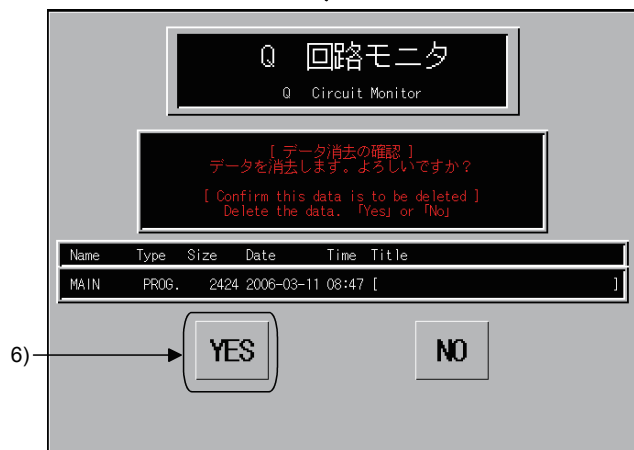 Q 回路モニタ
Q Circuit Monitor
[ データ消去の確認 ]
データを消去します。よろしいですか？
[ Confirm this data is to be deleted ]
Delete the data. 「Yes」 or 「No」
Name Type Size Date Time Title
MAIN PROG. 2424 2006-03-11 08:47 [ ]
6) YES NO